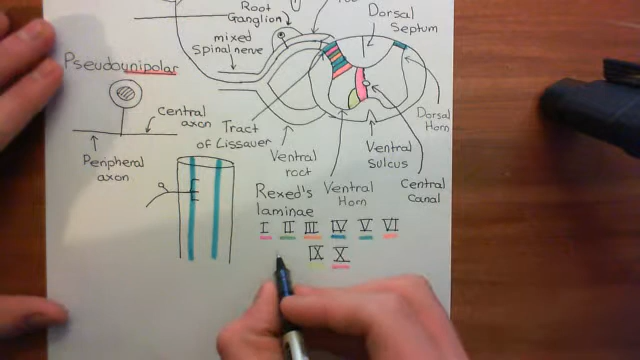 Root
Ganglion
mixed
Spinal nerve
Dorsal
Septum
Pseudounipolar
Central
axon
Peripheral
axon
Tract
of Lissauer
Ventral
root
Ventral
Horn
Ventral
Sulcus
Dorsal
Horn
Central
Canal
Rexed's
laminae
I II III IV V VI
IX X